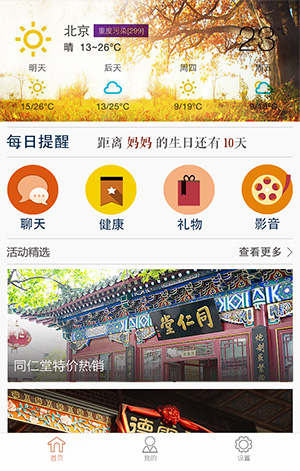 北京
重度污染[299]
晴 13~26°C
23
明天
后天
周四
周五
15/26°C
13/25°C
9/19°C
9/18°C
每日提醒
距离 妈妈 的生日还有 10天
聊天
健康
礼物
影音
活动精选
查看更多
堂仁同
同仁堂特价热销
首页
我的
设置